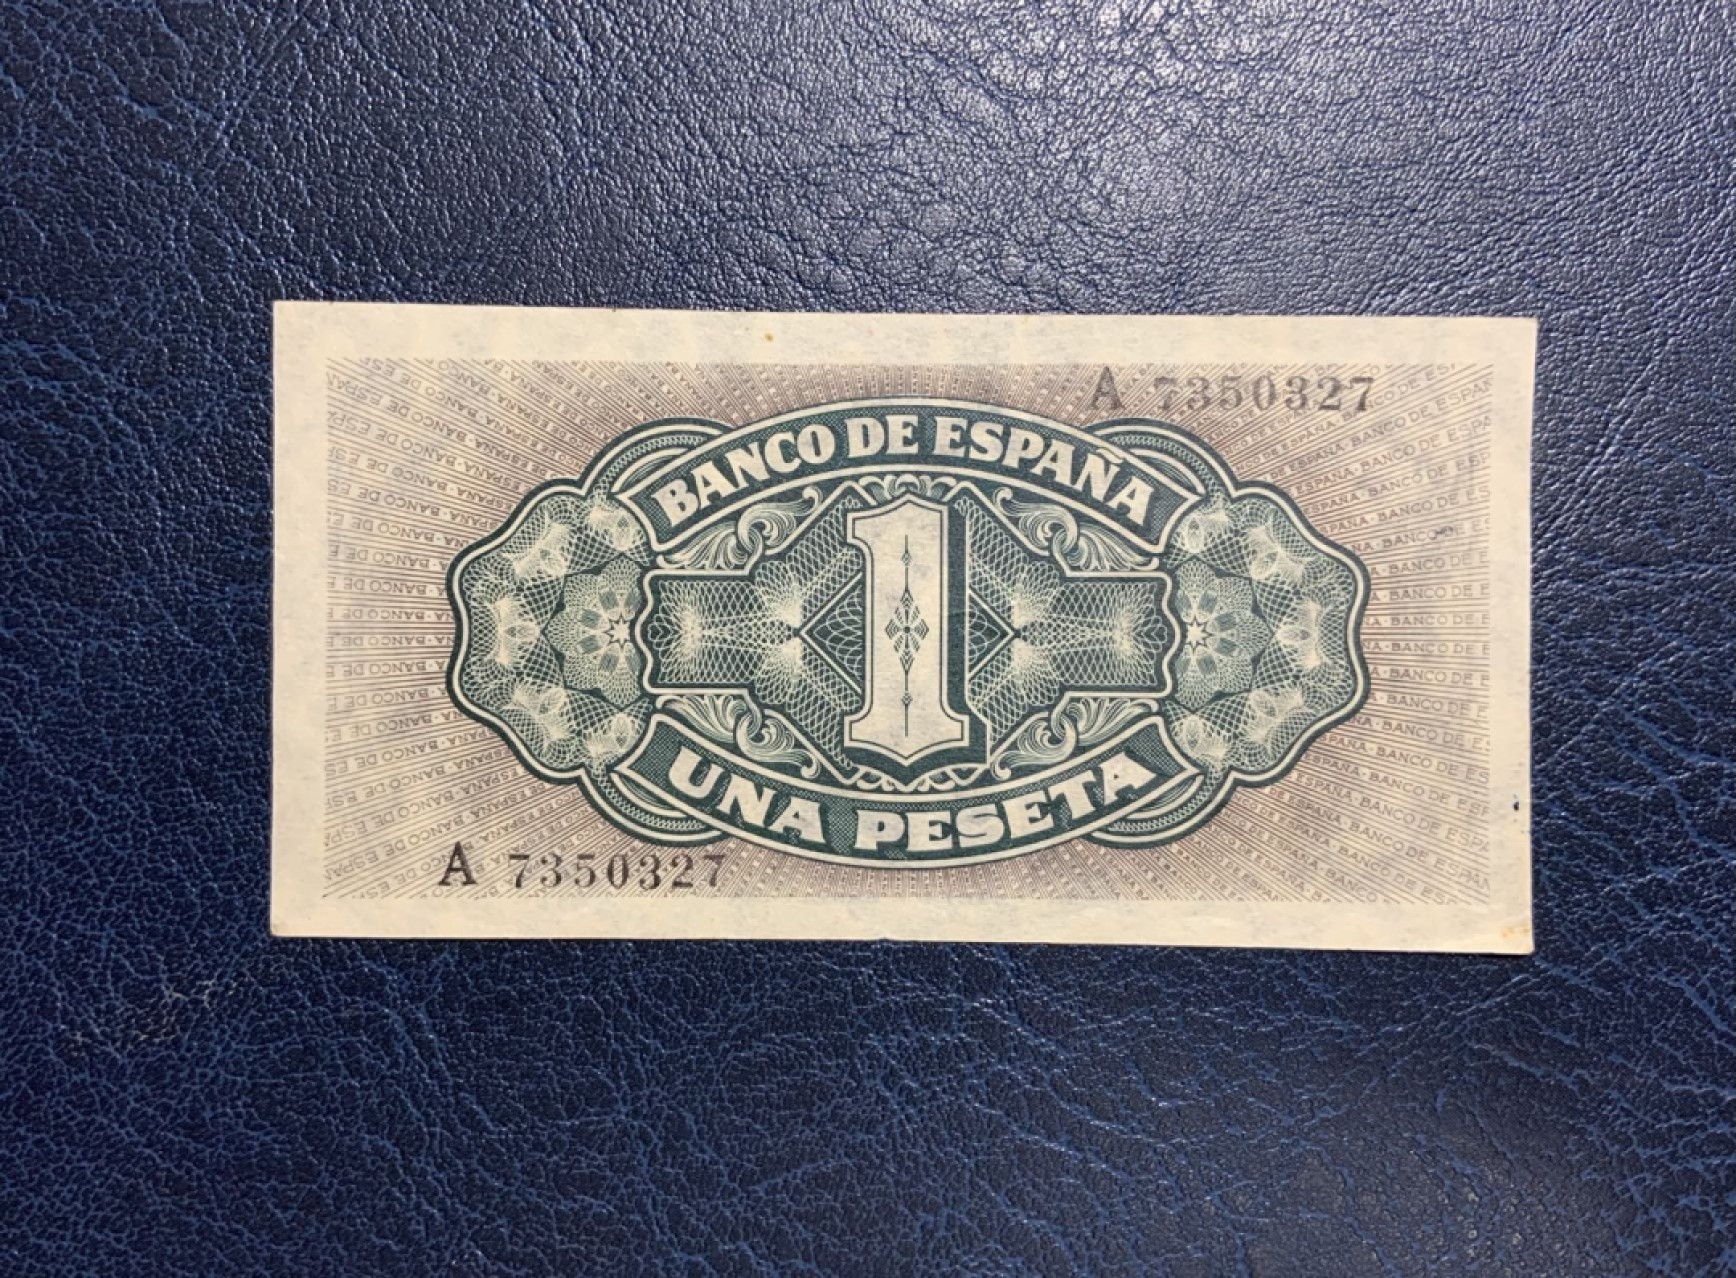 A 7350327
BANCO DE ESPAÑA
1
UNA PESETA
A 7350327